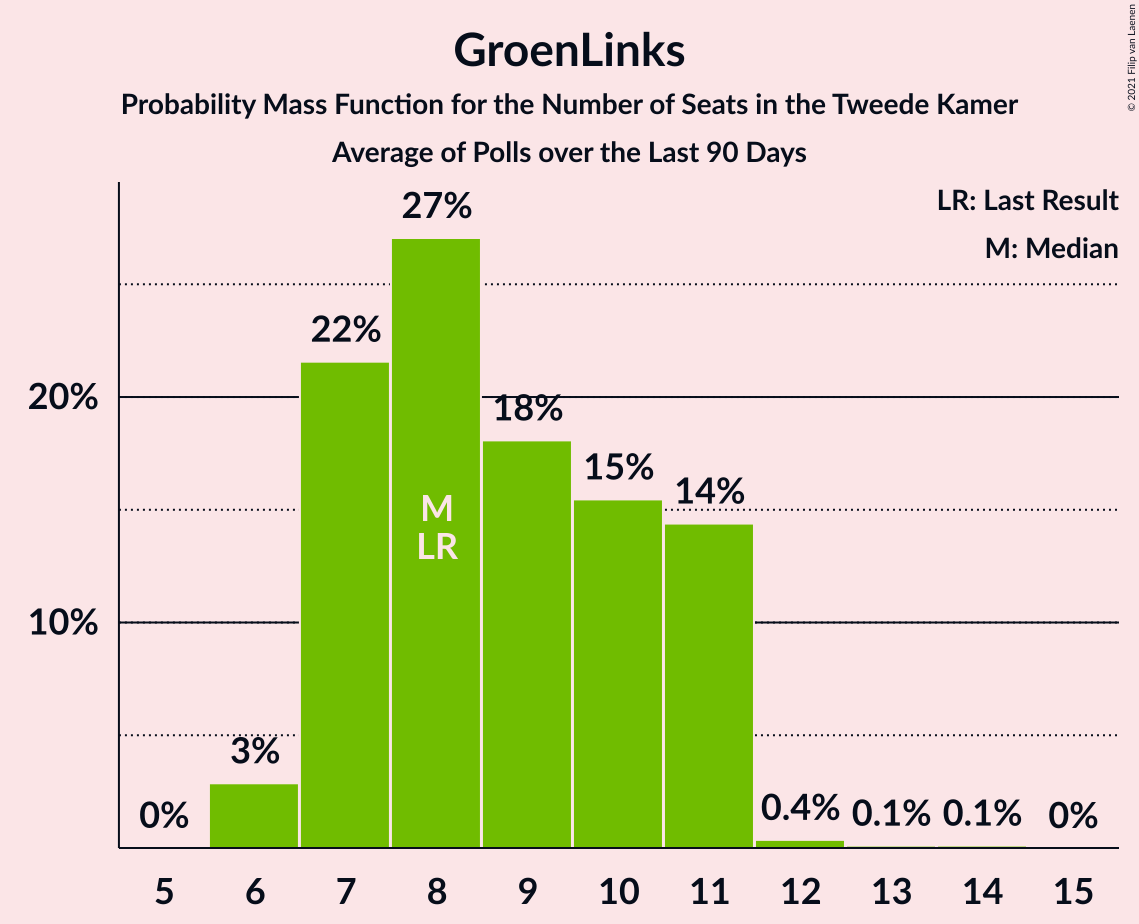 GroenLinks
Probability Mass Function for the Number of Seats in the Tweede Kamer
Average of Polls over the Last 90 Days
© 2021 Filip van Laenen
LR: Last Result
M: Median
27%
22%
20%
18%
15%
14%
M
LR
10%
3%
0%
0.4%
0.1%
0.1%
0%
5 6 7 8 9 10 11 12 13 14 15